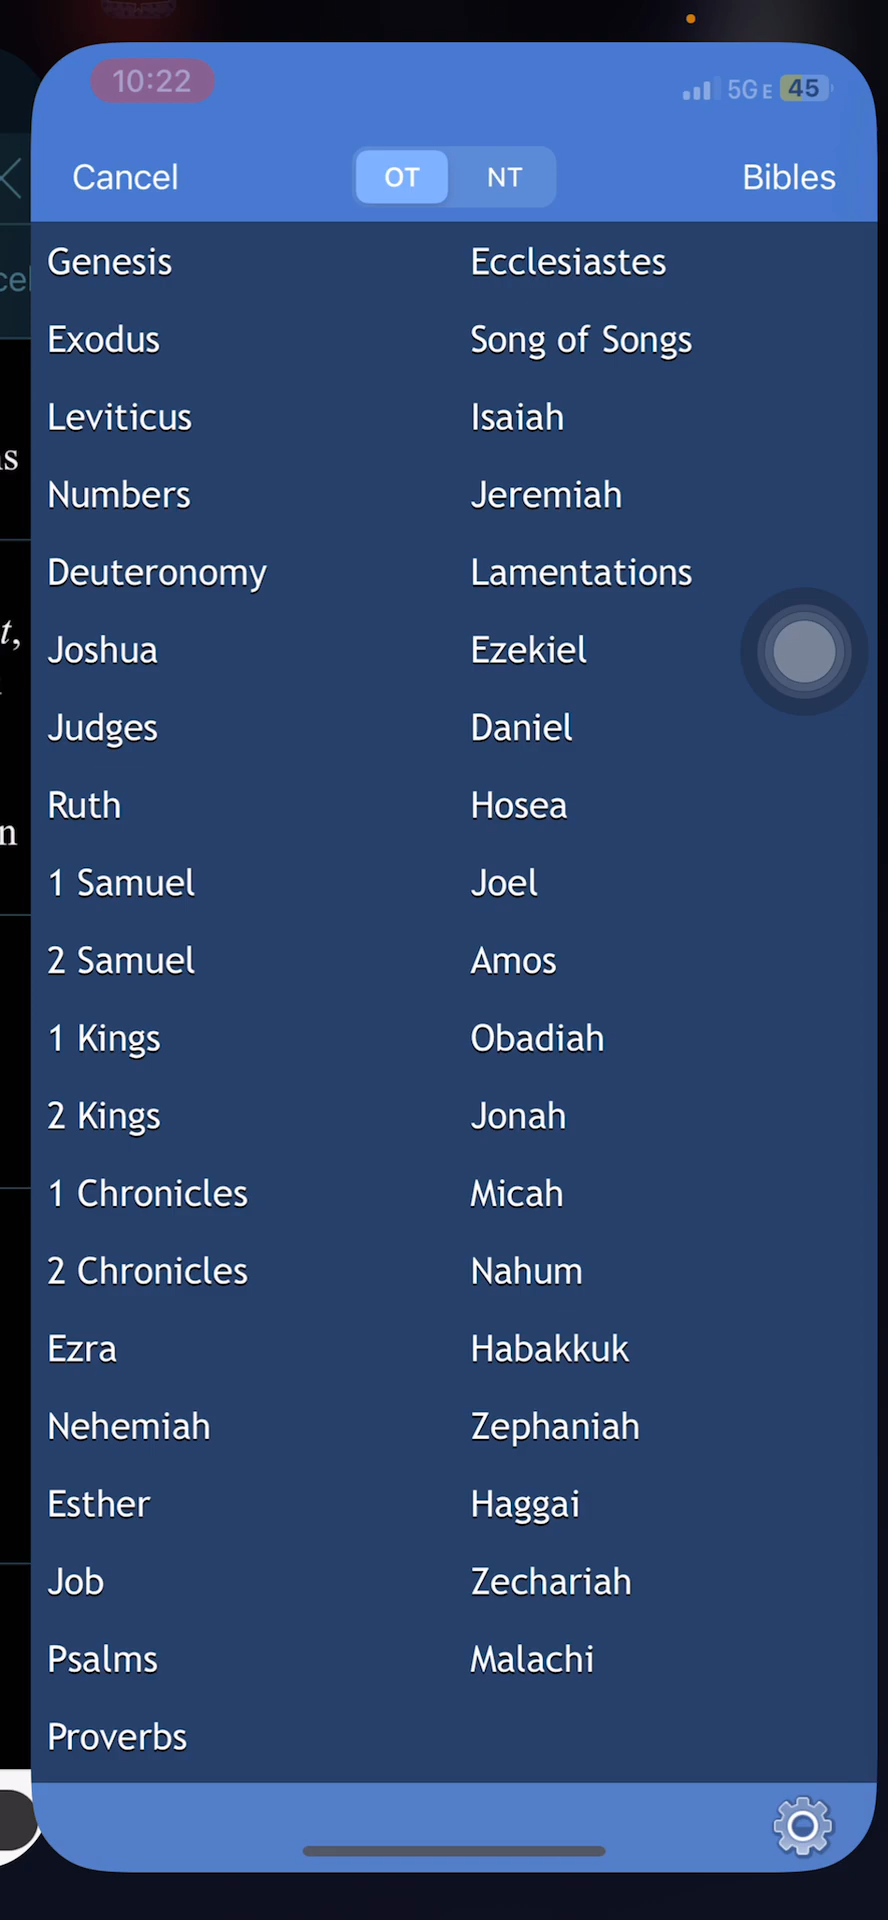 10:22 5GE 45
Cancel OT NT Bibles
Genesis
Exodus
Leviticus
Numbers
Deuteronomy
Joshua
Judges
Ruth
1 Samuel
2 Samuel
1 Kings
2 Kings
1 Chronicles
2 Chronicles
Ezra
Nehemiah
Esther
Job
Psalms
Proverbs
Ecclesiastes
Song of Songs
Isaiah
Jeremiah
Lamentations
Ezekiel
Daniel
Hosea
Joel
Amos
Obadiah
Jonah
Micah
Nahum
Habakkuk
Zephaniah
Haggai
Zechariah
Malachi